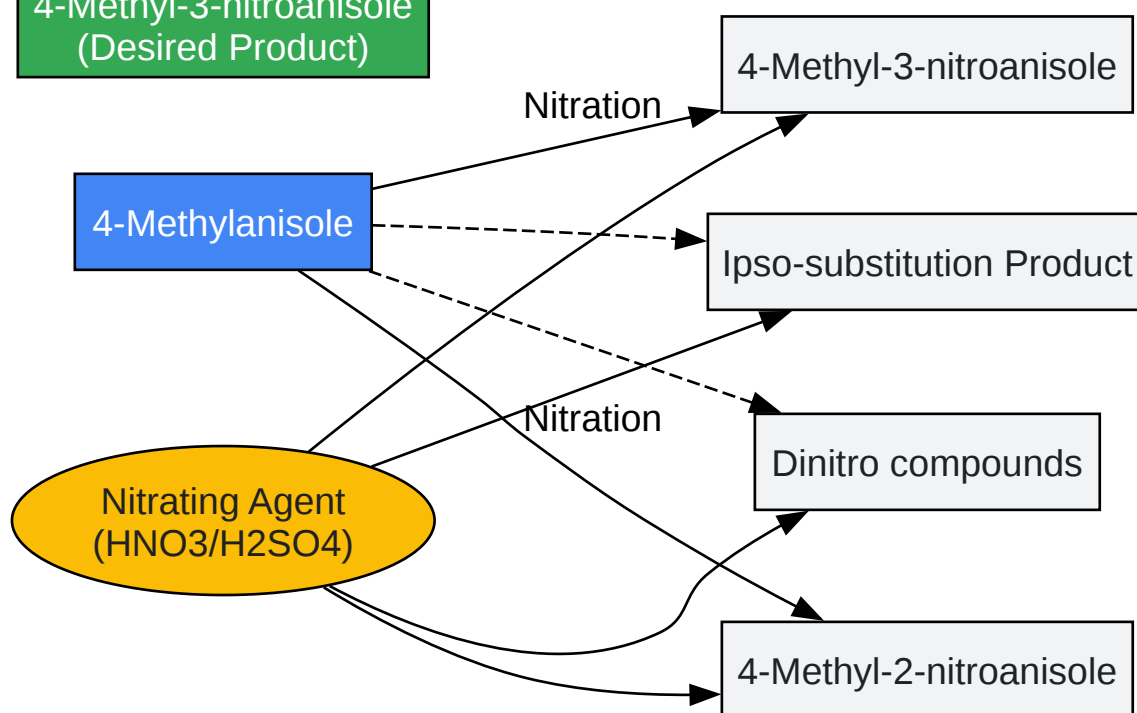 4-Methyl-3-nitroanisole
(Desired Product)
4-Methyl-3-nitroanisole
Nitration
4-Methylanisole
Ipso-substitution Product
Nitration
Dinitro compounds
Nitrating Agent
(HNO3/H2SO4)
4-Methyl-2-nitroanisole